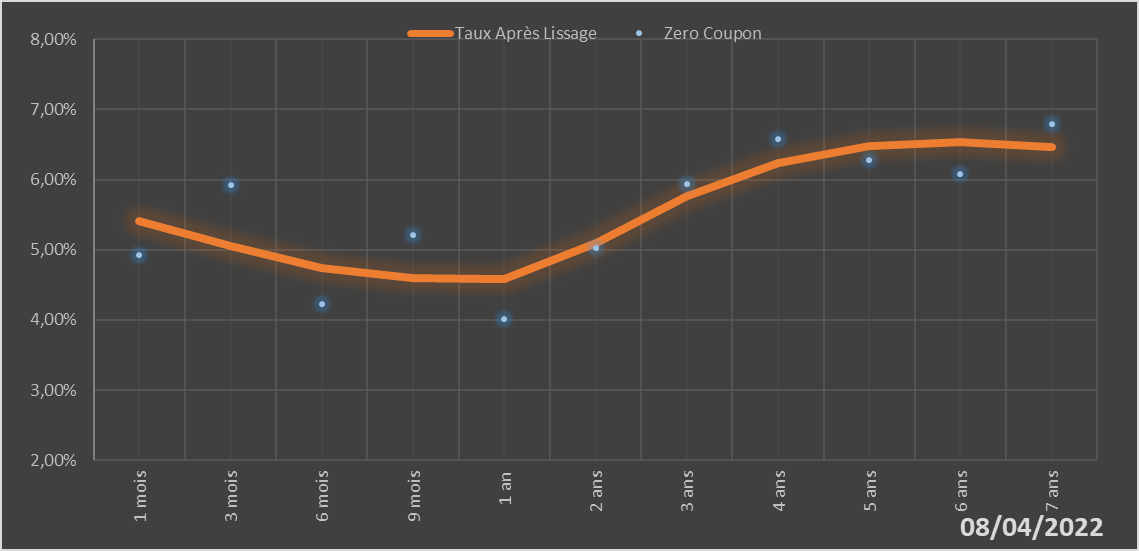 Taux Après Lissage Zero Coupon
8,00%
7,00%
6,00%
5,00%
4,00%
3,00%
2,00%
1 mois
3 mois
6 mois
9 mois
1 an
2 ans
3 ans
4 ans
5 ans
6 ans
7 ans
08/04/2022